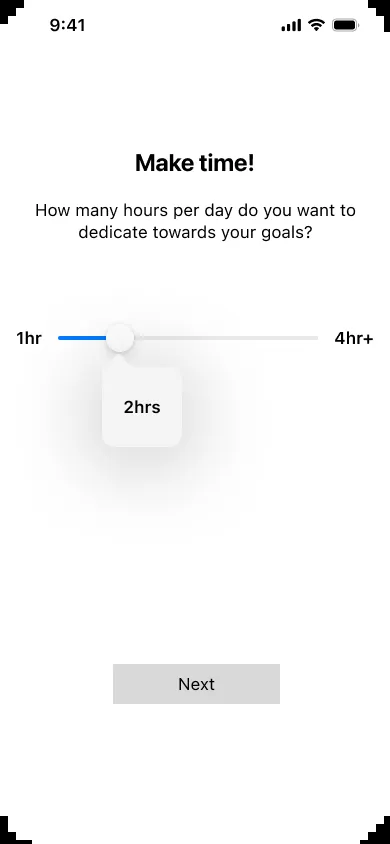 9:41
Make time!
How many hours per day do you want to
dedicate towards your goals?
1hr
4hr+
2hrs
Next